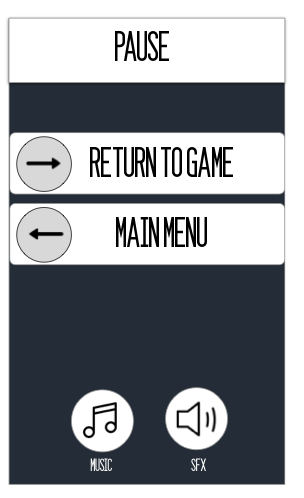 PAUSE
RETURN TO GAME
MAIN MENU
MUSIC
SFX